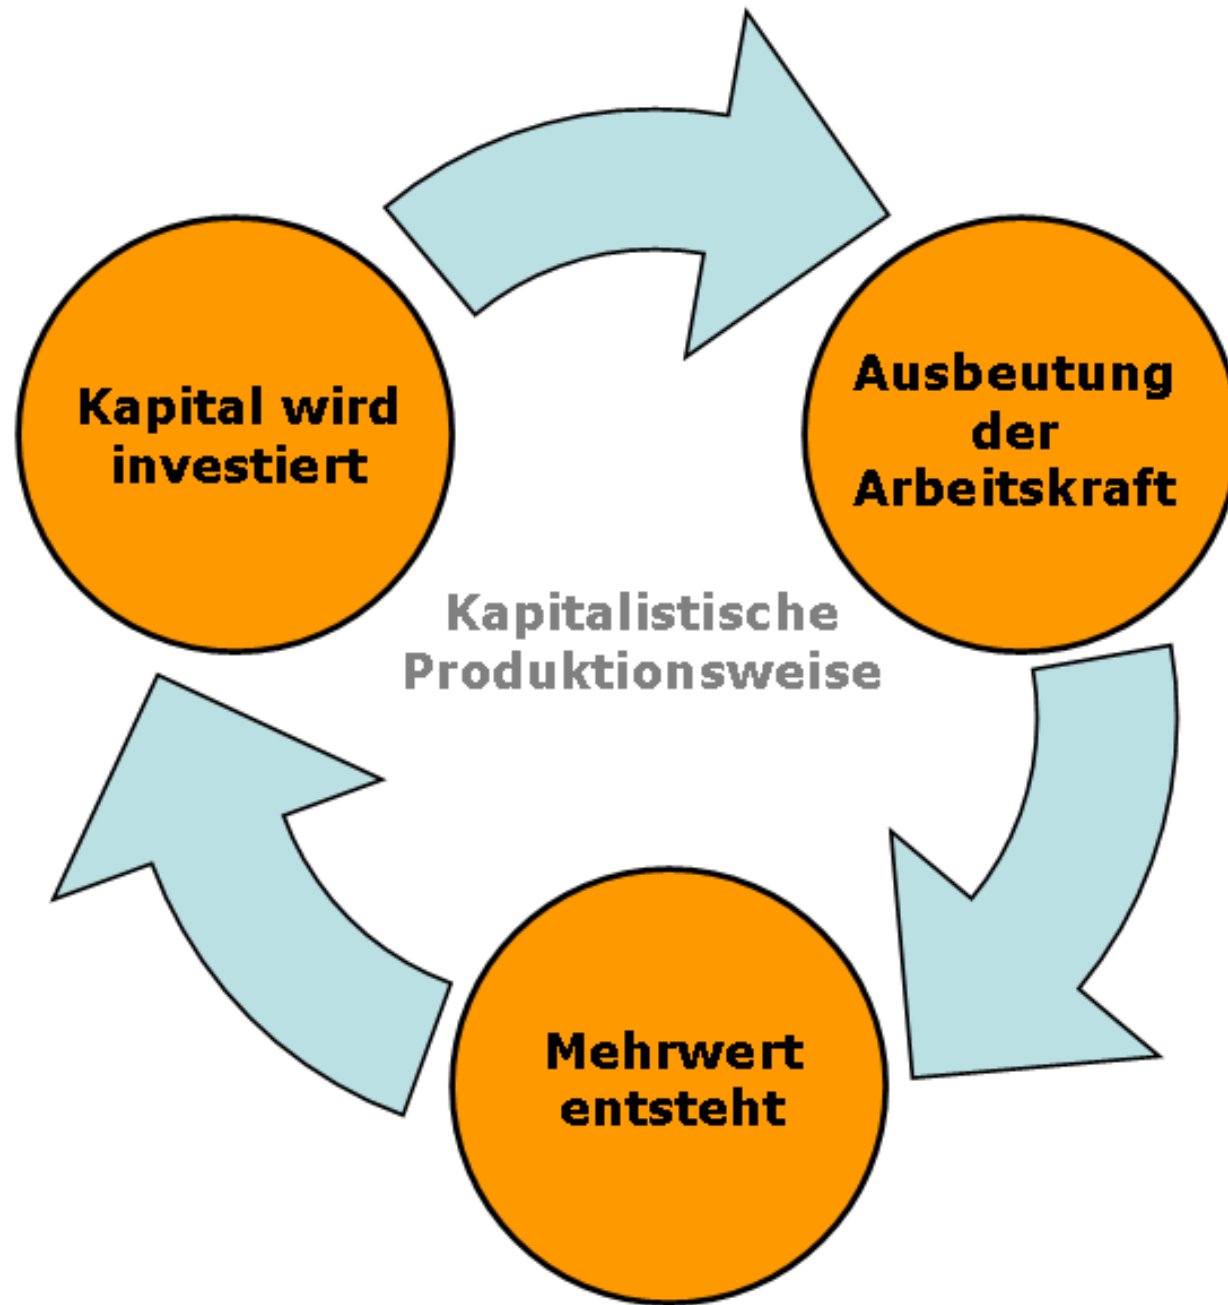 Kapital wird
investiert
Ausbeutung
der
Arbeitskraft
Kapitalistische
Produktionsweise
Mehrwert
entsteht